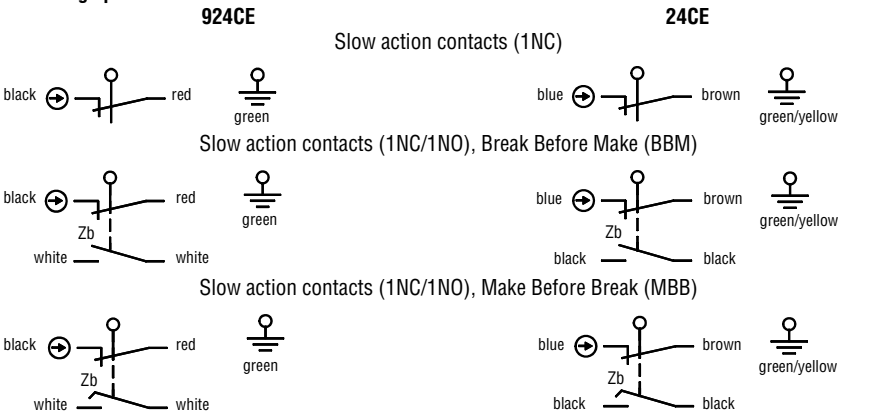 924CE 24CE
Slow action contacts (1NC)
black red green blue brown green/yellow
Slow action contacts (1NC/1NO), Break Before Make (BBM)
black red green blue brown green/yellow
Zb Zb
white white black black
Slow action contacts (1NC/1NO), Make Before Break (MBB)
black red green blue brown green/yellow
Zb Zb
white white black black